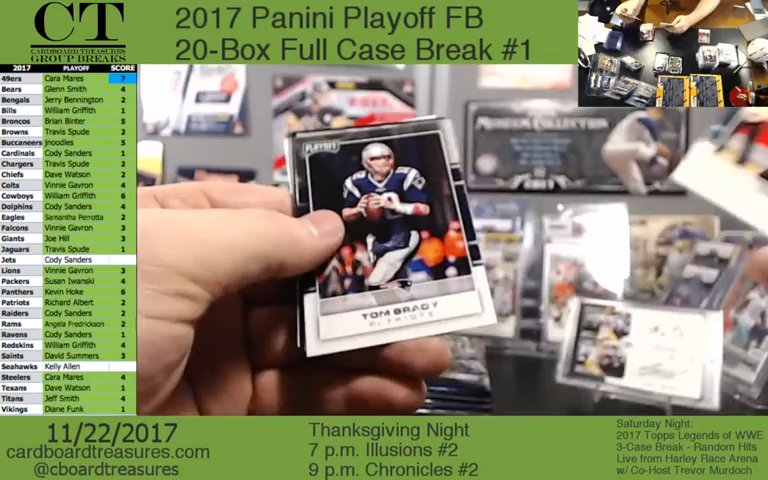 CT
CARDBOARD TREASURES
GROUP BREAKS
2017 Panini Playoff FB
20-Box Full Case Break #1
2017 PLAYOFF SCORE
49ers Cara Mares 7
Bears Glenn Smith 4
Bengals Jerry Bennington 2
Bills William Griffith 1
Broncos Brian Binter 5
Browns Travis Spude 2
Buccaneers Jnoodles 5
Cardinals Cody Sanders 1
Chargers Travis Spude 2
Chiefs Dave Watson 2
Colts Vinnie Gavron 4
Cowboys William Griffith 6
Dolphins Cody Sanders 4
Eagles Samantha Perrotta 2
Falcons Vinnie Gavron 3
Giants Joe Hill 3
Jaguars Travis Spude 1
Jets Cody Sanders
Lions Vinnie Gavron 3
Packers Susan Iwanski 4
Panthers Kevin Hoke 6
Patriots Richard Albert 2
Raiders Cody Sanders 2
Rams Angela Fredrickson 2
Ravens Cody Sanders 1
Redskins William Griffith 4
Saints David Summers 3
Seahawks Kelly Allen
Steelers Cara Mares 4
Texans Dave Watson 1
Titans Jeff Smith 4
Vikings Diane Funk 1
PLAYOFF
TOM BRADY
PATRIOTS
MUSEUM COLLECTION
11/22/2017
cardboardtreasures.com
@cboardtreasures
Thanksgiving Night
7 p.m. Illusions #2
9 p.m. Chronicles #2
Saturday Night:
2017 Topps Legends of WWE
3-Case Break - Random Hits
Live from Harley Race Arena
w/ Co-Host Trevor Murdoch